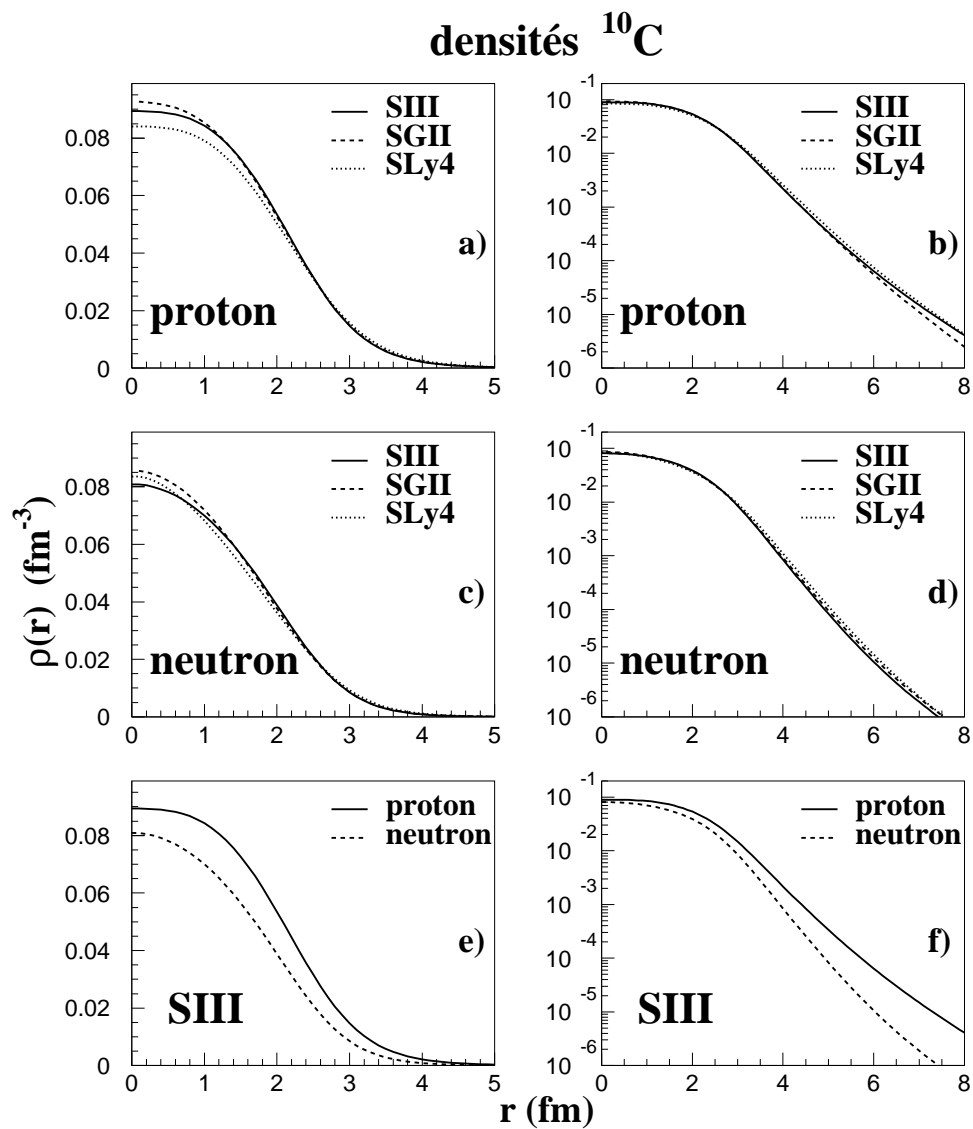 densités ¹⁰C
SIII
SGII
SLy4
a)
proton
0.08
0.06
0.04
0.02
0
0 1 2 3 4 5
SIII
SGII
SLy4
b)
proton
10⁻¹
10⁻²
10⁻³
10⁻⁴
10⁻⁵
10⁻⁶
0 2 4 6 8
SIII
SGII
SLy4
c)
neutron
0.08
0.06
0.04
0.02
0
0 1 2 3 4 5
SIII
SGII
SLy4
d)
neutron
10⁻¹
10⁻²
10⁻³
10⁻⁴
10⁻⁵
10⁻⁶
0 2 4 6 8
ρ(r) (fm⁻³)
proton
neutron
e)
SIII
0.08
0.06
0.04
0.02
0
0 1 2 3 4 5
proton
neutron
f)
SIII
10⁻¹
10⁻²
10⁻³
10⁻⁴
10⁻⁵
10⁻⁶
0 2 4 6 8
r (fm)